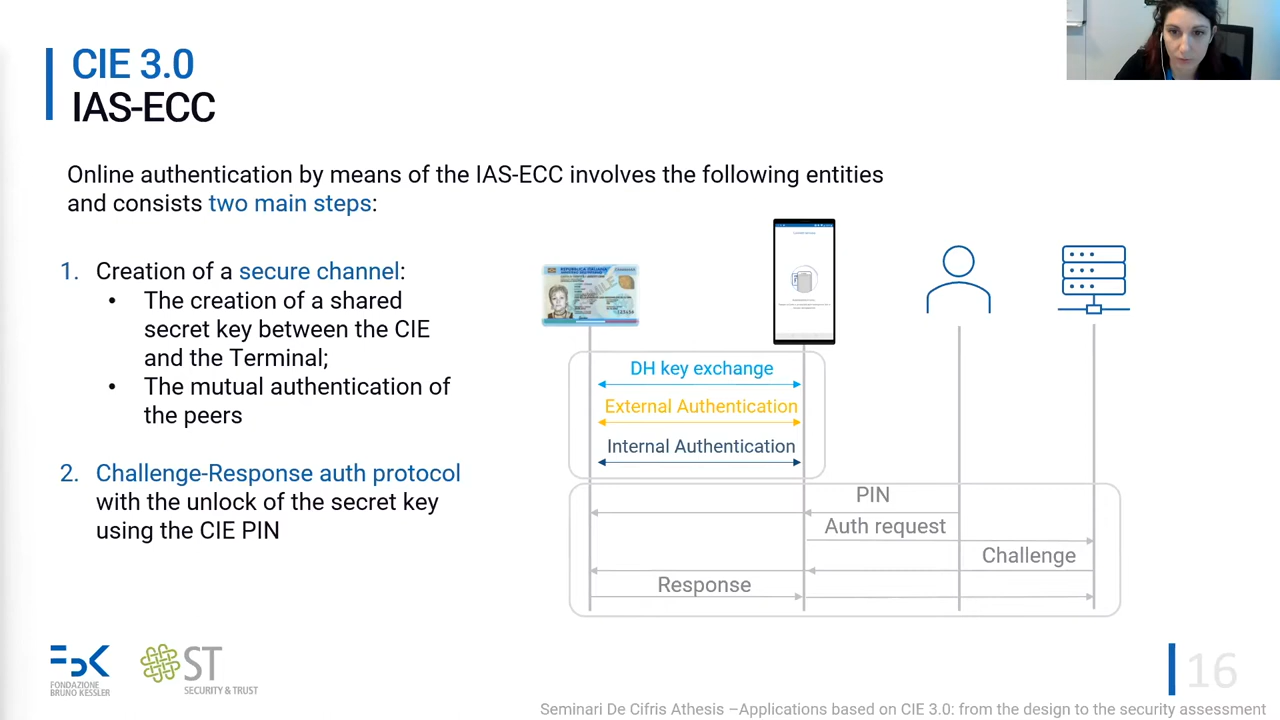 CIE 3.0
IAS-ECC
Online authentication by means of the IAS-ECC involves the following entities
and consists two main steps:
1. Creation of a secure channel:
• The creation of a shared
secret key between the CIE
and the Terminal;
• The mutual authentication of
the peers
2. Challenge-Response auth protocol
with the unlock of the secret key
using the CIE PIN
DH key exchange
External Authentication
Internal Authentication
PIN
Auth request
Challenge
Response
FBK
FONDAZIONE
BRUNO KESSLER
ST
SECURITY & TRUST
16
Seminari De Cifris Athesis –Applications based on CIE 3.0: from the design to the security assessment